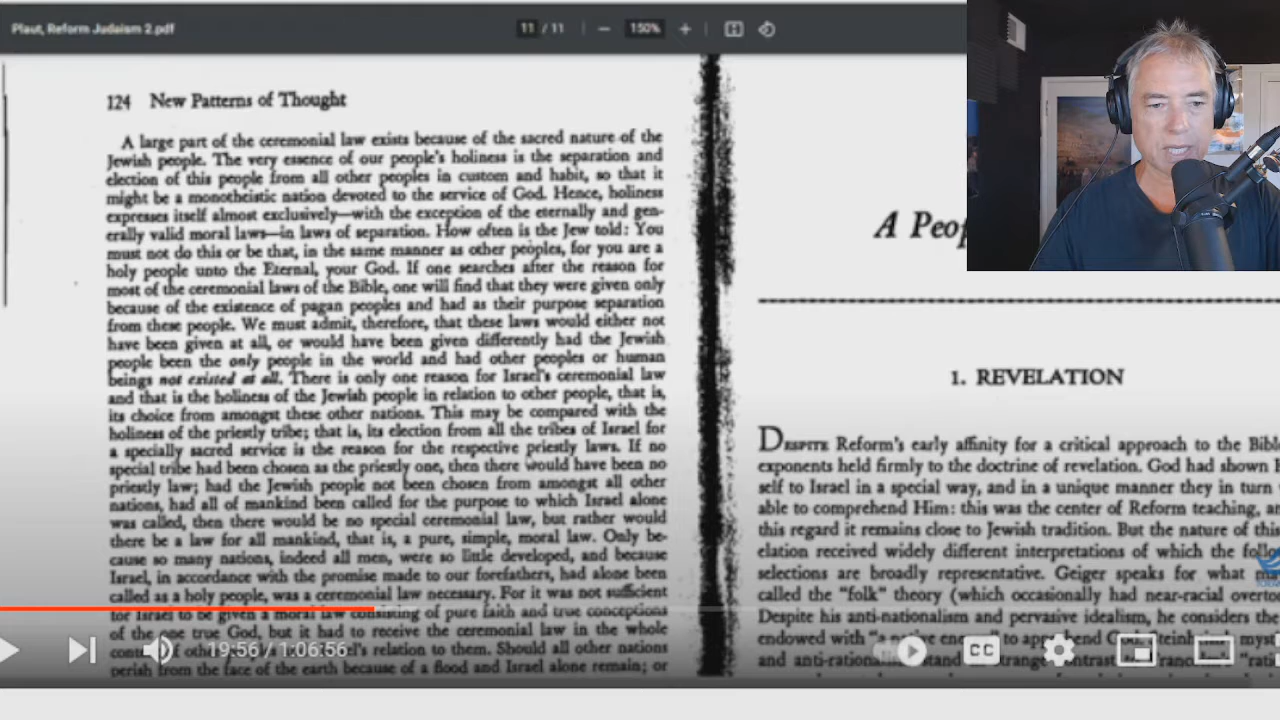 Plaut, Reform Judaism 2.pdf
11 / 11
150%
124 New Patterns of Thought
A large part of the ceremonial law exists because of the sacred nature of the
Jewish people. The very essence of our people's holiness is the separation and
election of this people from all other peoples in custom and habit, so that it
might be a monotheistic nation devoted to the service of God. Hence, holiness
expresses itself almost exclusively—with the exception of the eternally and gen-
erally valid moral laws—in laws of separation. How often is the Jew told: You
must not do this or be that, in the same manner as other peoples, for you are a
holy people unto the Eternal, your God. If one searches after the reason for
most of the ceremonial laws of the Bible, one will find that they were given only
because of the existence of pagan peoples and had as their purpose separation
from these people. We must admit, therefore, that these laws would either not
have been given at all, or would have been given differently had the Jewish
people been the only people in the world and had other peoples or human
beings not existed at all. There is only one reason for Israel's ceremonial law
and that is the holiness of the Jewish people in relation to other people, that is,
its choice from amongst these other nations. This may be compared with the
holiness of the priestly tribe; that is, its election from all the tribes of Israel for
a specially sacred service is the reason for the respective priestly laws. If no
special tribe had been chosen as the priestly one, then there would have been no
priestly law; had the Jewish people not been chosen from amongst all other
nations, had all of mankind been called for the purpose to which Israel alone
was called, then there would be no special ceremonial law, but rather would
there be a law for all mankind, that is, a pure, simple, moral law. Only be-
cause so many nations, indeed all men, were so little developed, and because
Israel, in accordance with the promise made to our forefathers, had alone been
called as a holy people, was a ceremonial law necessary. For it was not sufficient
for Israel to be given a moral law consisting of pure faith and true conceptions
of the one true God, but it had to receive the ceremonial law in the whole
relation to them. Should all other nations
perish from the face of the earth because of a flood and Israel alone remain; or
A Peop
1. REVELATION
DESPITE Reform's early affinity for a critical approach to the Bibl
exponents held firmly to the doctrine of revelation. God had shown H
self to Israel in a special way, and in a unique manner they in turn
able to comprehend Him: this was the center of Reform teaching, an
this regard it remains close to Jewish tradition. But the nature of thi
elation received widely different interpretations of which the foll
selections are broadly representative. Geiger speaks for what ma
called the "folk" theory (which occasionally had near-racial overto
Despite his anti-nationalism and pervasive idealism, he considers the
endowed with
and
19:56 / 1:06:56
CC